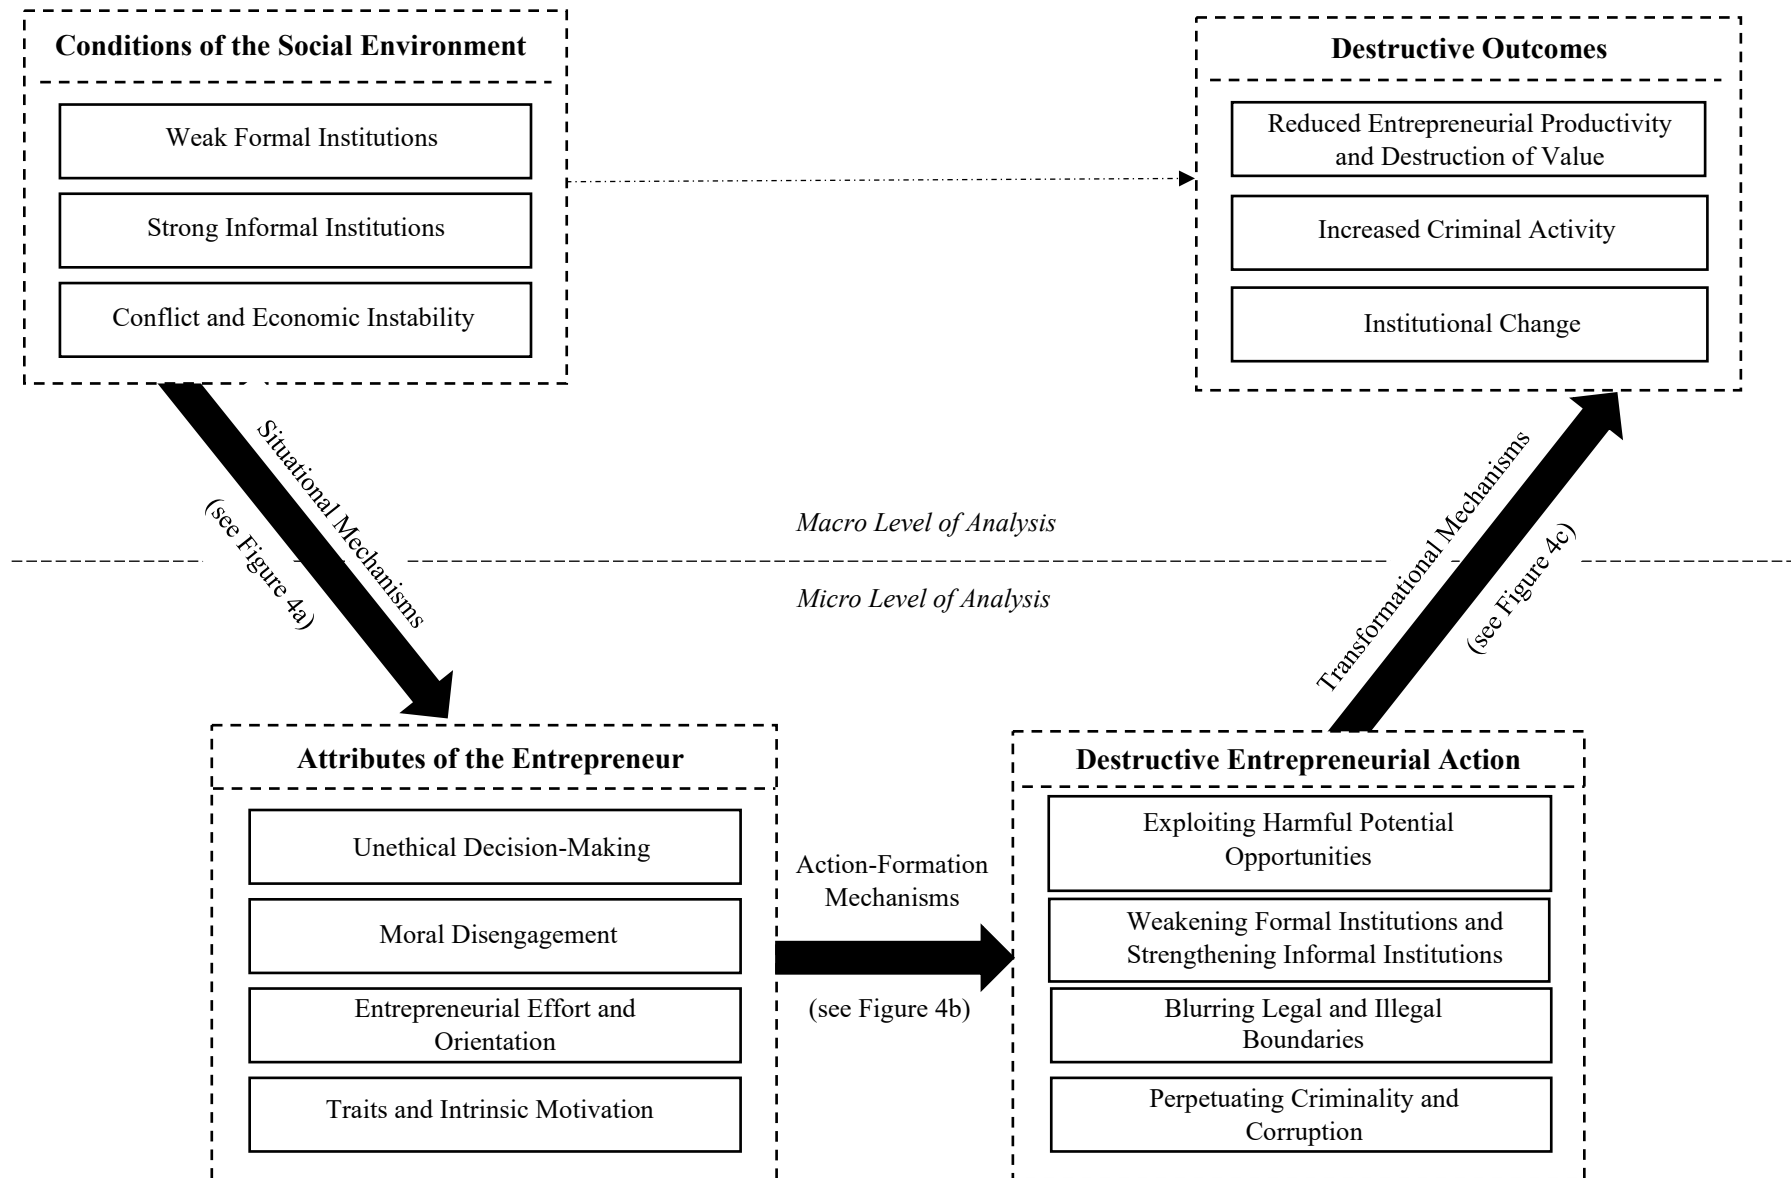 Conditions of the Social Environment
Weak Formal Institutions
Strong Informal Institutions
Conflict and Economic Instability
Destructive Outcomes
Reduced Entrepreneurial Productivity
and Destruction of Value
Increased Criminal Activity
Institutional Change
Situational Mechanisms
(see Figure 4a)
Macro Level of Analysis
Micro Level of Analysis
Transformational Mechanisms
(see Figure 4c)
Attributes of the Entrepreneur
Unethical Decision-Making
Moral Disengagement
Entrepreneurial Effort and
Orientation
Traits and Intrinsic Motivation
Action-Formation
Mechanisms
(see Figure 4b)
Destructive Entrepreneurial Action
Exploiting Harmful Potential
Opportunities
Weakening Formal Institutions and
Strengthening Informal Institutions
Blurring Legal and Illegal
Boundaries
Perpetuating Criminality and
Corruption